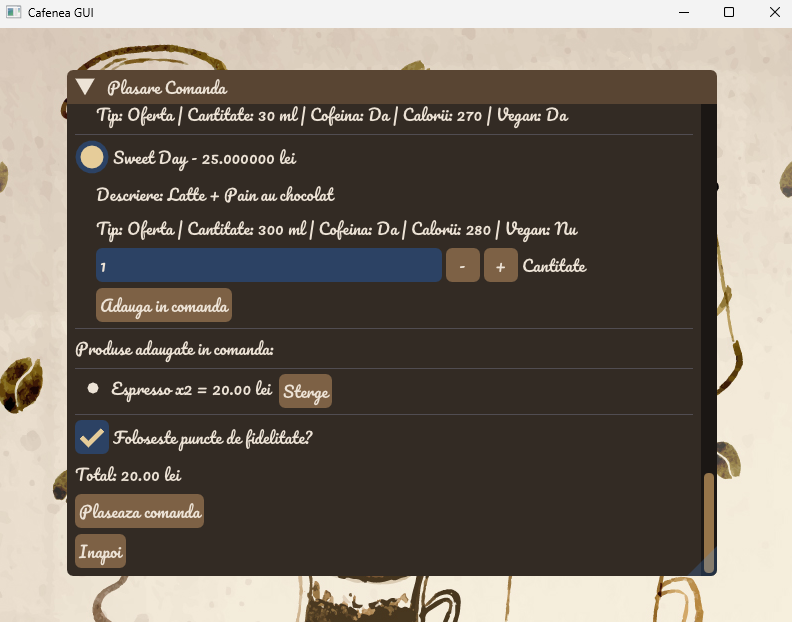 Cafenea GUI
Plasare Comanda
Tip: Oferta | Cantitate: 30 ml | Cofeina: Da | Calorii: 270 | Vegan: Da
Sweet Day - 25.000000 lei
Descriere: Latte + Pain au chocolat
Tip: Oferta | Cantitate: 300 ml | Cofeina: Da | Calorii: 280 | Vegan: Nu
1 - + Cantitate
Adauga in comanda
Produse adaugate in comanda:
Espresso x2 = 20.00 lei Sterge
Foloseste puncte de fidelitate?
Total: 20.00 lei
Plaseaza comanda
Inapoi